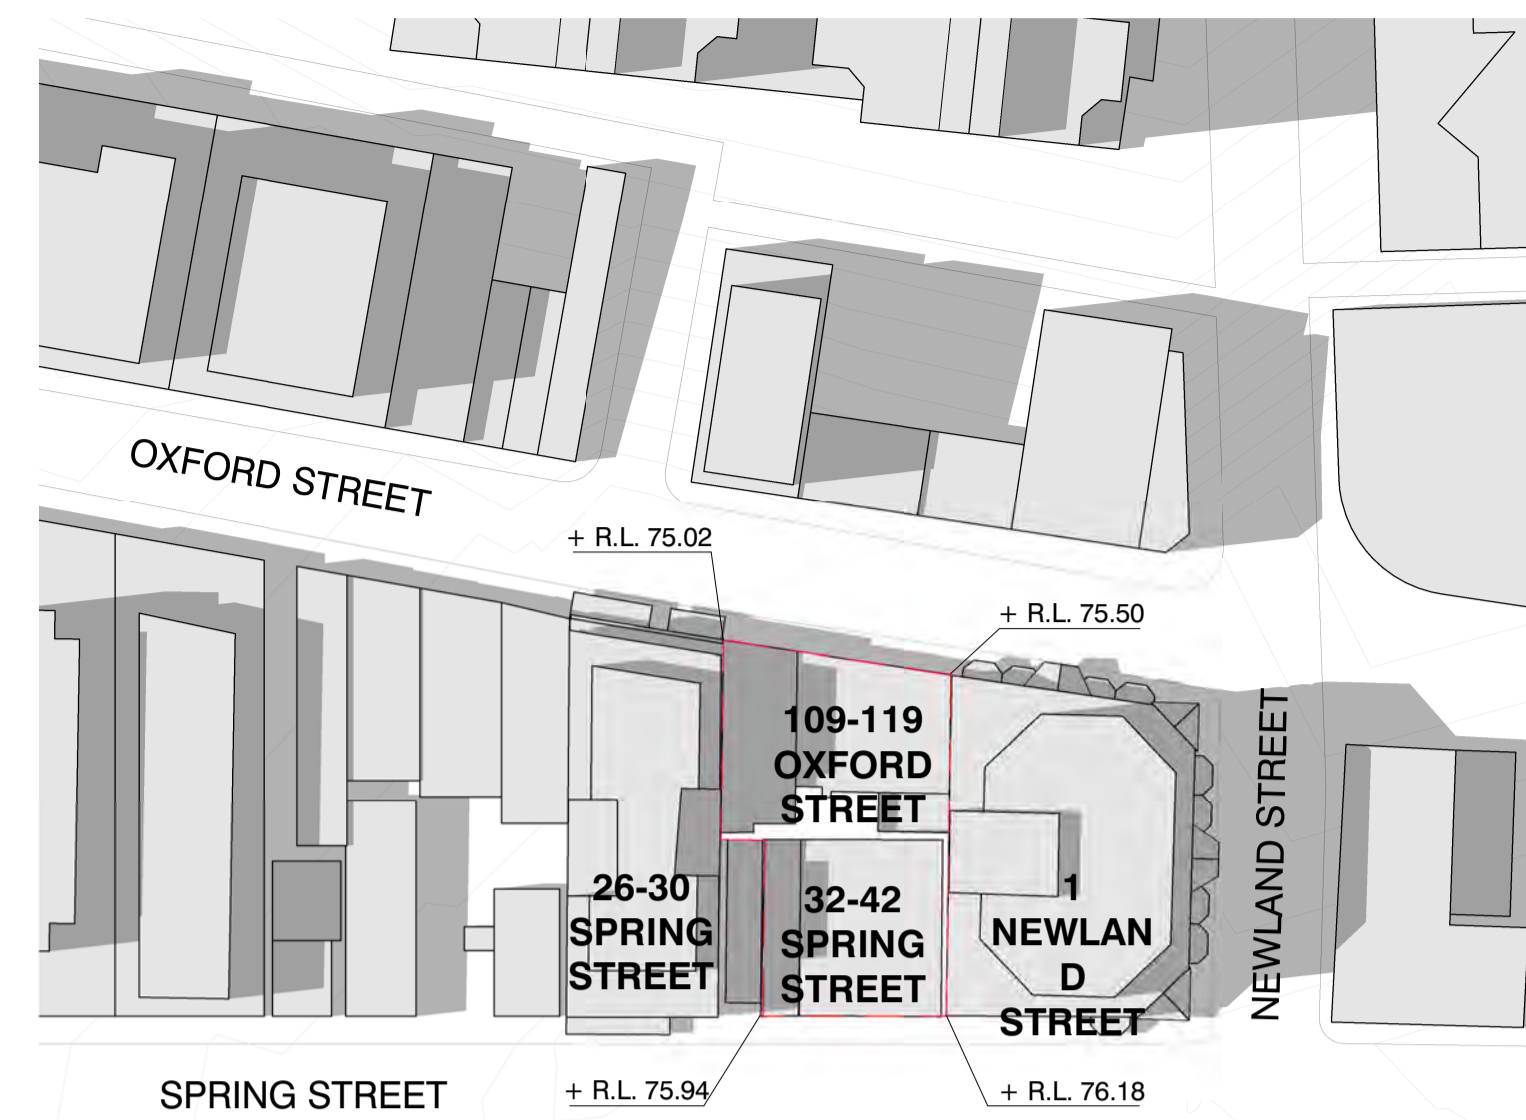 OXFORD STREET
+ R.L. 75.02
+ R.L. 75.50
109-119
OXFORD
STREET
26-30
SPRING
STREET
32-42
SPRING
STREET
1
NEWLAN
D
STREET
NEWLAND STREET
SPRING STREET
+ R.L. 75.94
+ R.L. 76.18